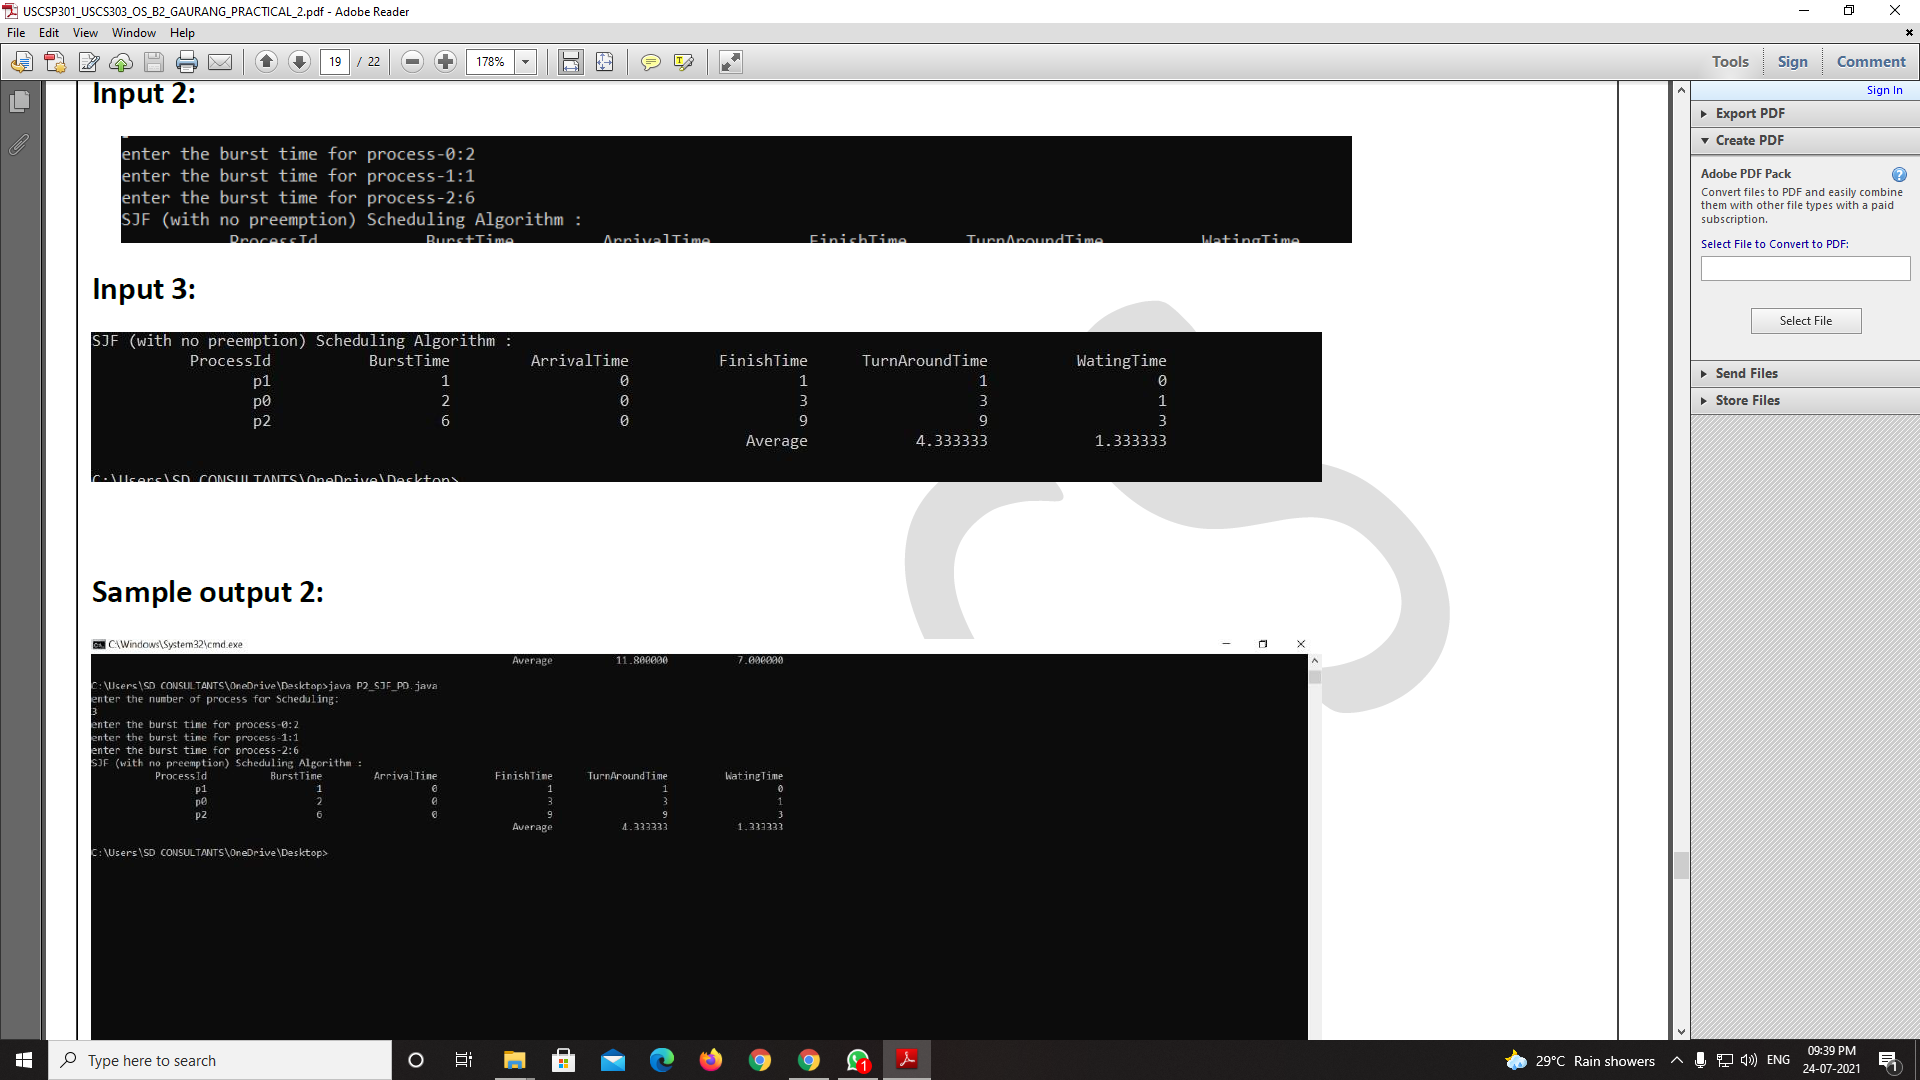 USCSP301_USCS303_OS_B2_GAURANG_PRACTICAL_2.pdf - Adobe Reader
File Edit View Window Help
19 / 22 178% Tools Sign Comment
Sign In
Export PDF
Create PDF
Adobe PDF Pack
Convert files to PDF and easily combine
them with other file types with a paid
subscription.
Select File to Convert to PDF:
Select File
Send Files
Store Files
Input 2:
enter the burst time for process-0:2
enter the burst time for process-1:1
enter the burst time for process-2:6
SJF (with no preemption) Scheduling Algorithm :
ProcessId BurstTime ArrivalTime FinishTime TurnAroundTime WatingTime
Input 3:
SJF (with no preemption) Scheduling Algorithm :
ProcessId BurstTime ArrivalTime FinishTime TurnAroundTime WatingTime
p1 1 0 1 1 0
p0 2 0 3 3 1
p2 6 0 9 9 3
Average 4.333333 1.333333
C:\Users\SD CONSULTANTS\OneDrive\Desktop>
Sample output 2:
C:\Windows\System32\cmd.exe
Average 11.800000 7.000000
C:\Users\SD CONSULTANTS\OneDrive\Desktop>java P2_SJF_PD.java
enter the number of process for Scheduling:
3
enter the burst time for process-0:2
enter the burst time for process-1:1
enter the burst time for process-2:6
SJF (with no preemption) Scheduling Algorithm :
ProcessId BurstTime ArrivalTime FinishTime TurnAroundTime WatingTime
p1 1 0 1 1 0
p0 2 0 3 3 1
p2 6 0 9 9 3
Average 4.333333 1.333333
C:\Users\SD CONSULTANTS\OneDrive\Desktop>
Type here to search
1
29°C Rain showers ENG
09:39 PM
24-07-2021
1